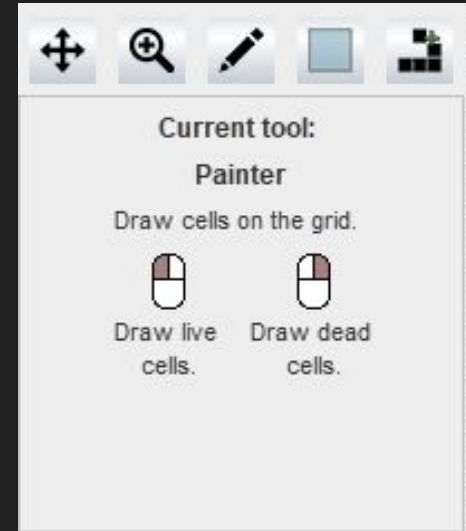 Current tool:
Painter
Draw cells on the grid.
Draw live Draw dead
cells. cells.